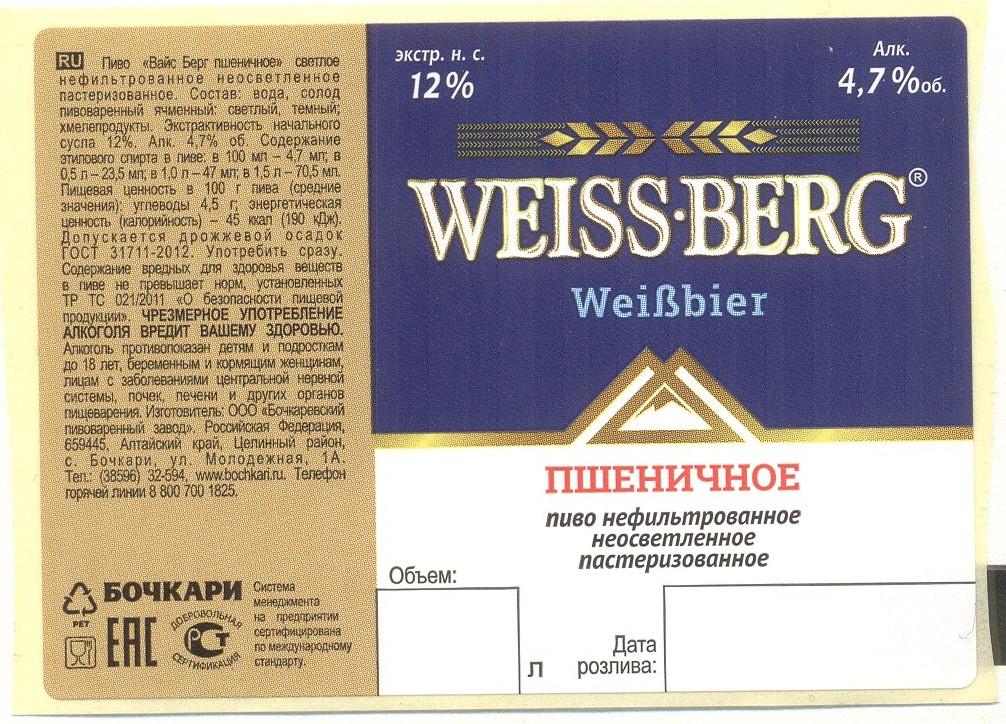 RU Пиво «Вайс Берг пшеничное» светлое
нефильтрованное неосветленное
пастеризованное. Состав: вода, солод
пивоваренный ячменный: светлый, темный;
хмелепродукты. Экстрактивность начального
сусла 12%. Алк. 4,7% об. Содержание
этилового спирта в пиве: в 100 мл – 4,7 мл; в
0,5 л – 23,5 мл; в 1,0 л – 47 мл; в 1,5 л – 70,5 мл.
Пищевая ценность в 100 г пива (средние
значения): углеводы 4,5 г; энергетическая
ценность (калорийность) – 45 ккал (190 кДж).
Допускается дрожжевой осадок
ГОСТ 31711-2012. Употребить сразу.
Содержание вредных для здоровья веществ
в пиве не превышает норм, установленных
ТР ТС 021/2011 «О безопасности пищевой
продукции». ЧРЕЗМЕРНОЕ УПОТРЕБЛЕНИЕ
АЛКОГОЛЯ ВРЕДИТ ВАШЕМУ ЗДОРОВЬЮ.
Алкоголь противопоказан детям и подросткам
до 18 лет, беременным и кормящим женщинам,
лицам с заболеваниями центральной нервной
системы, почек, печени и других органов
пищеварения. Изготовитель: ООО «Бочкаревский
пивоваренный завод». Российская Федерация,
659445, Алтайский край, Целинный район,
с. Бочкари, ул. Молодежная, 1А.
Тел.: (38596) 32-594, www.bochkari.ru. Телефон
горячей линии 8 800 700 1825.
PET
БОЧКАРИ
EAC
ДОБРОВОЛЬНАЯ
РСТ
СЕРТИФИКАЦИЯ
Система
менеджмента
на предприятии
сертифицирована
по международному
стандарту.
экстр. н. с.
12%
Алк.
4,7%об.
WEISS·BERG®
Weißbier
ПШЕНИЧНОЕ
пиво нефильтрованное
неосветленное
пастеризованное
Объем:
л
Дата
розлива: